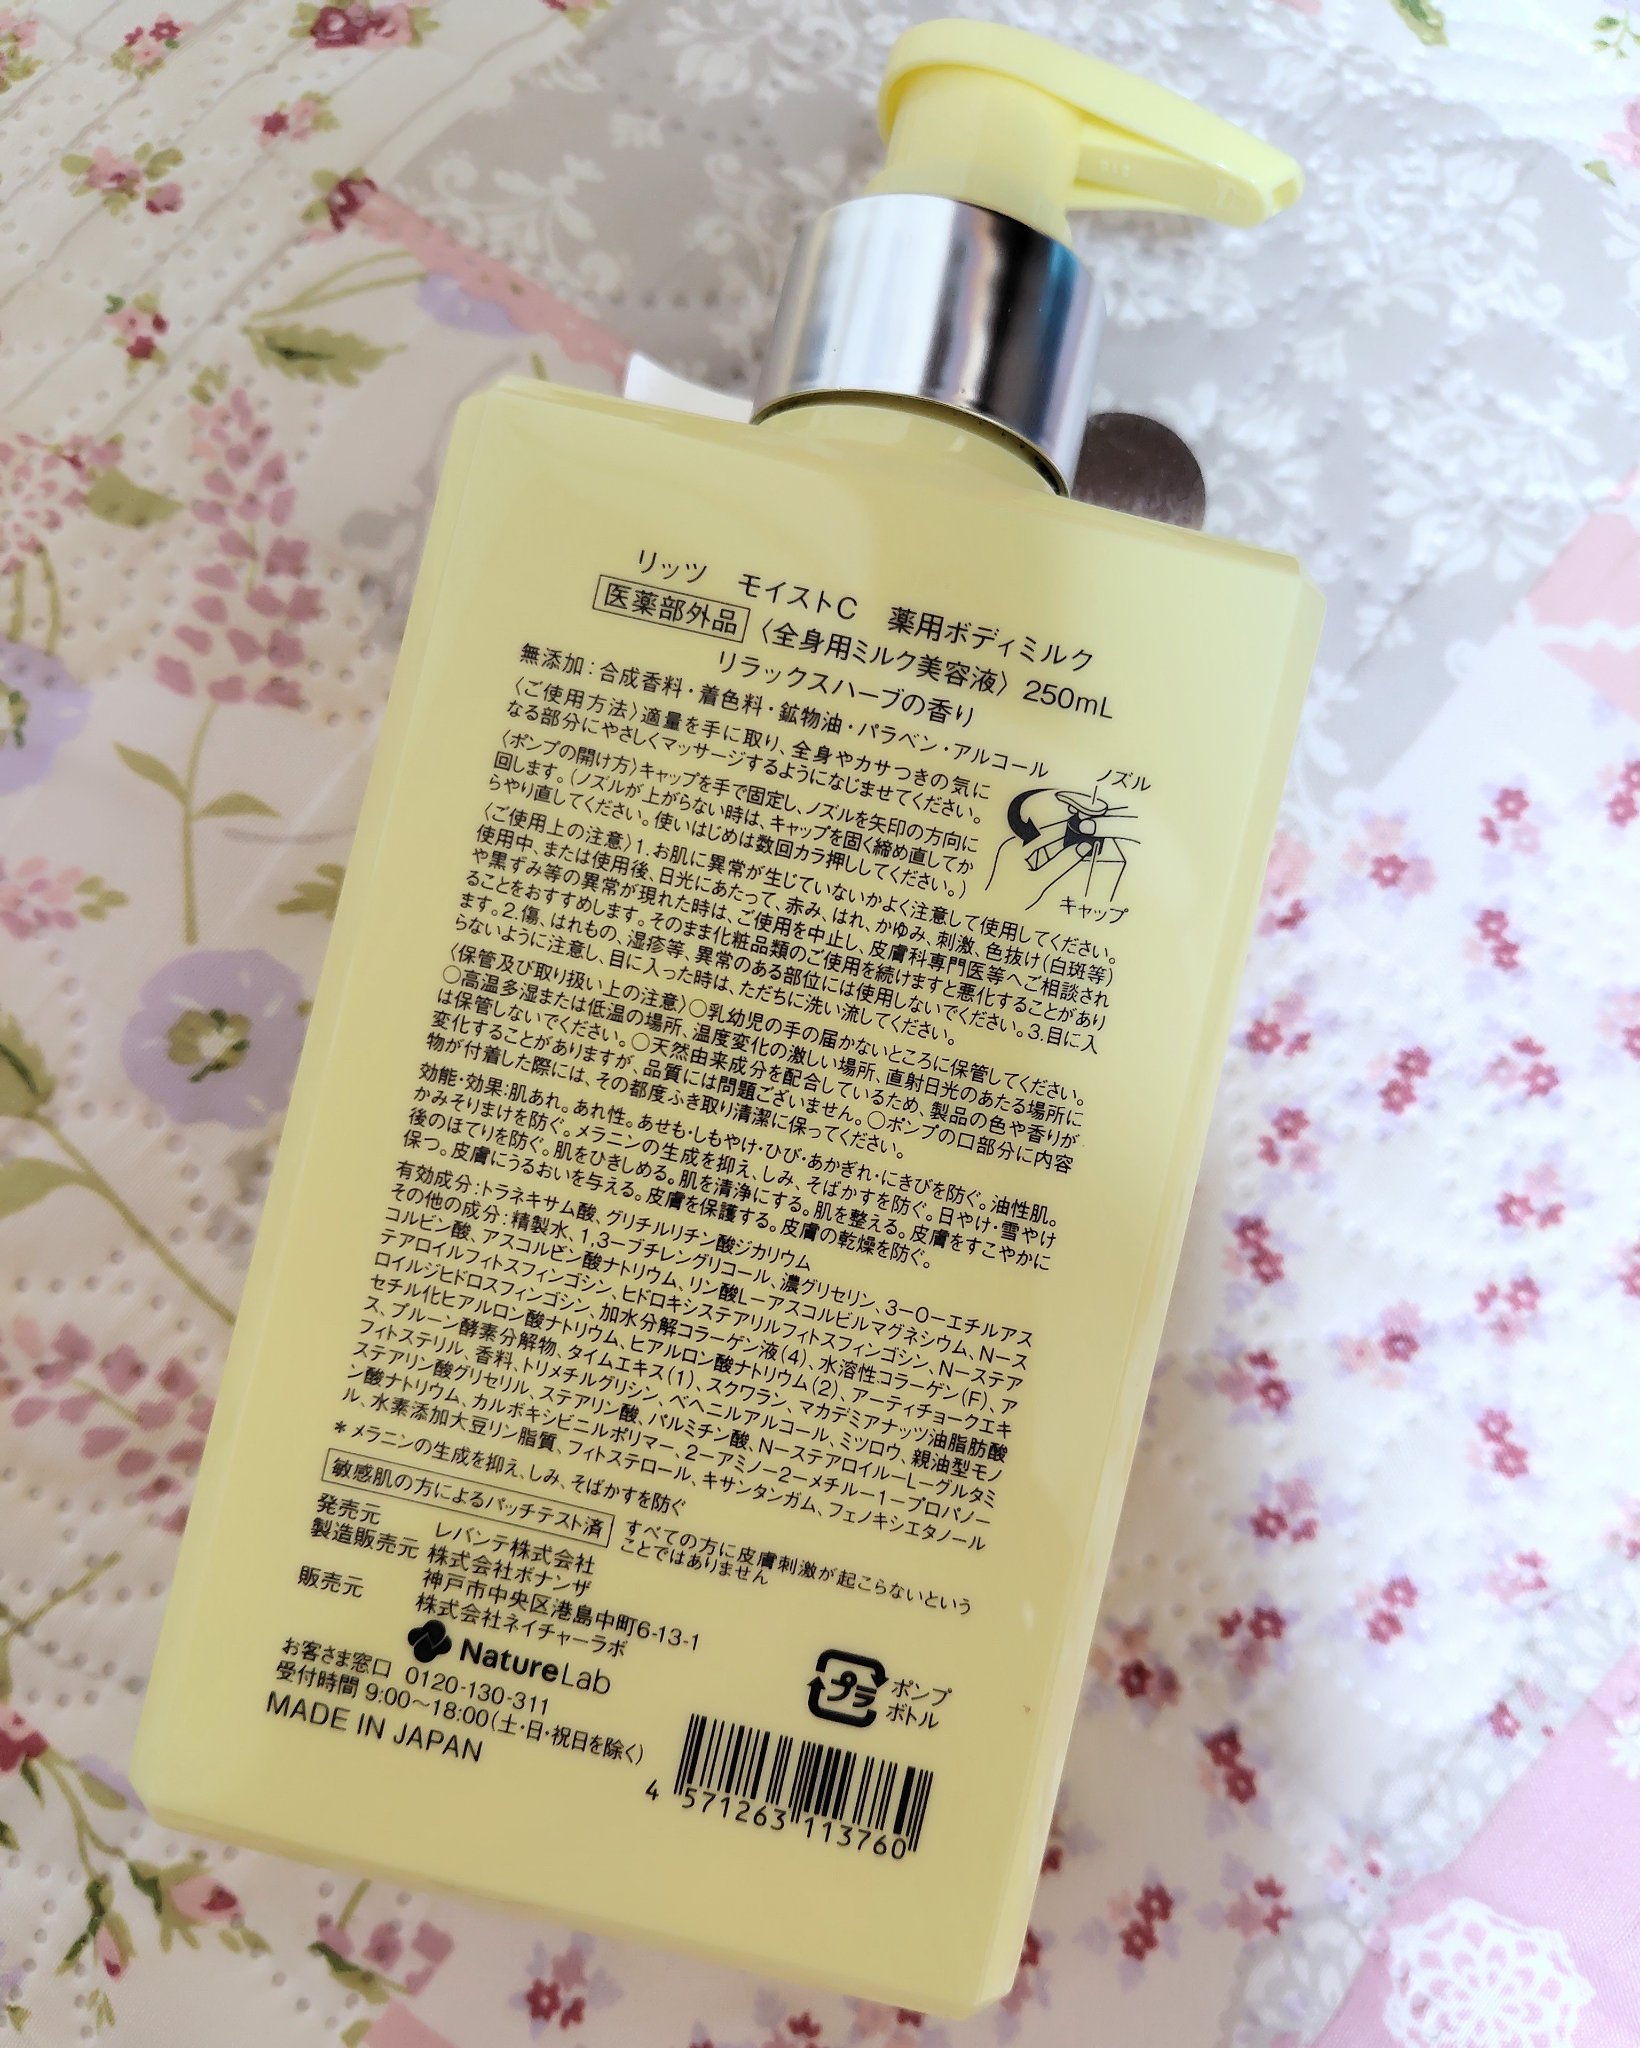 リッツ モイストC 薬用ボディミルク
医薬部外品 〈全身用ミルク美容液〉 250mL
リラックスハーブの香り
無添加：合成香料・着色料・鉱物油・パラベン・アルコール
〈ご使用方法〉適量を手に取り、全身やカサつきの気に
なる部分にやさしくマッサージするようになじませてください。
〈ポンプの開け方〉キャップを手で固定し、ノズルを矢印の方向に
回します。(ノズルが上がらない時は、キャップを固く締め直してか
らやり直してください。使いはじめは数回カラ押ししてください。)
ノズル
キャップ
〈ご使用上の注意〉1.お肌に異常が生じていないかよく注意して使用してください。
使用中、または使用後、日光にあたって、赤み、はれ、かゆみ、刺激、色抜け(白斑等)
や黒ずみ等の異常が現れた時は、ご使用を中止し、皮膚科専門医等へご相談され
ることをおすすめします。そのまま化粧品類のご使用を続けますと悪化することがあり
ます。2.傷、はれもの、湿疹等、異常のある部位には使用しないでください。3.目に入
らないように注意し、目に入った時は、ただちに洗い流してください。
〈保管及び取り扱い上の注意〉○乳幼児の手の届かないところに保管してください。
○高温多湿または低温の場所、温度変化の激しい場所、直射日光のあたる場所に
は保管しないでください。○天然由来成分を配合しているため、製品の色や香りが
変化することがありますが、品質には問題ございません。○ポンプの口部分に内容
物が付着した際には、その都度ふき取り清潔に保ってください。
効能・効果：肌あれ。あれ性。あせも・しもやけ・ひび・あかぎれ・にきびを防ぐ。油性肌。
かみそりまけを防ぐ。メラニンの生成を抑え、しみ、そばかすを防ぐ。日やけ・雪やけ
後のほてりを防ぐ。肌をひきしめる。肌を清浄にする。肌を整える。皮膚をすこやかに
保つ。皮膚にうるおいを与える。皮膚を保護する。皮膚の乾燥を防ぐ。
有効成分：トラネキサム酸、グリチルリチン酸ジカリウム
その他の成分：精製水、1,3－ブチレングリコール、濃グリセリン、3－O－エチルアス
コルビン酸、アスコルビン酸ナトリウム、リン酸L－アスコルビルマグネシウム、N－ス
テアロイルフィトスフィンゴシン、ヒドロキシステアリルフィトスフィンゴシン、N－ステア
ロイルジヒドロスフィンゴシン、加水分解コラーゲン液(4)、水溶性コラーゲン(F)、ア
セチル化ヒアルロン酸ナトリウム、ヒアルロン酸ナトリウム(2)、アーティチョークエキ
ス、プルーン酵素分解物、タイムエキス(1)、スクワラン、マカデミアナッツ油脂肪酸
フィトステリル、香料、トリメチルグリシン、ベヘニルアルコール、ミツロウ、親油型モノ
ステアリン酸グリセリル、ステアリン酸、パルミチン酸、N－ステアロイル－L－グルタミ
ン酸ナトリウム、カルボキシビニルポリマー、2－アミノ－2－メチル－1－プロパノー
ル、水素添加大豆リン脂質、フィトステロール、キサンタンガム、フェノキシエタノール
＊メラニンの生成を抑え、しみ、そばかすを防ぐ
敏感肌の方によるパッチテスト済 すべての方に皮膚刺激が起こらないという
ことではありません
発売元 レバンテ株式会社
製造販売元 株式会社ボナンザ
神戸市中央区港島中町6-13-1
販売元 株式会社ネイチャーラボ
NatureLab
お客さま窓口 0120-130-311
受付時間 9:00～18:00(土・日・祝日を除く)
MADE IN JAPAN
プラ ポンプ
ボトル
4 571263 113760